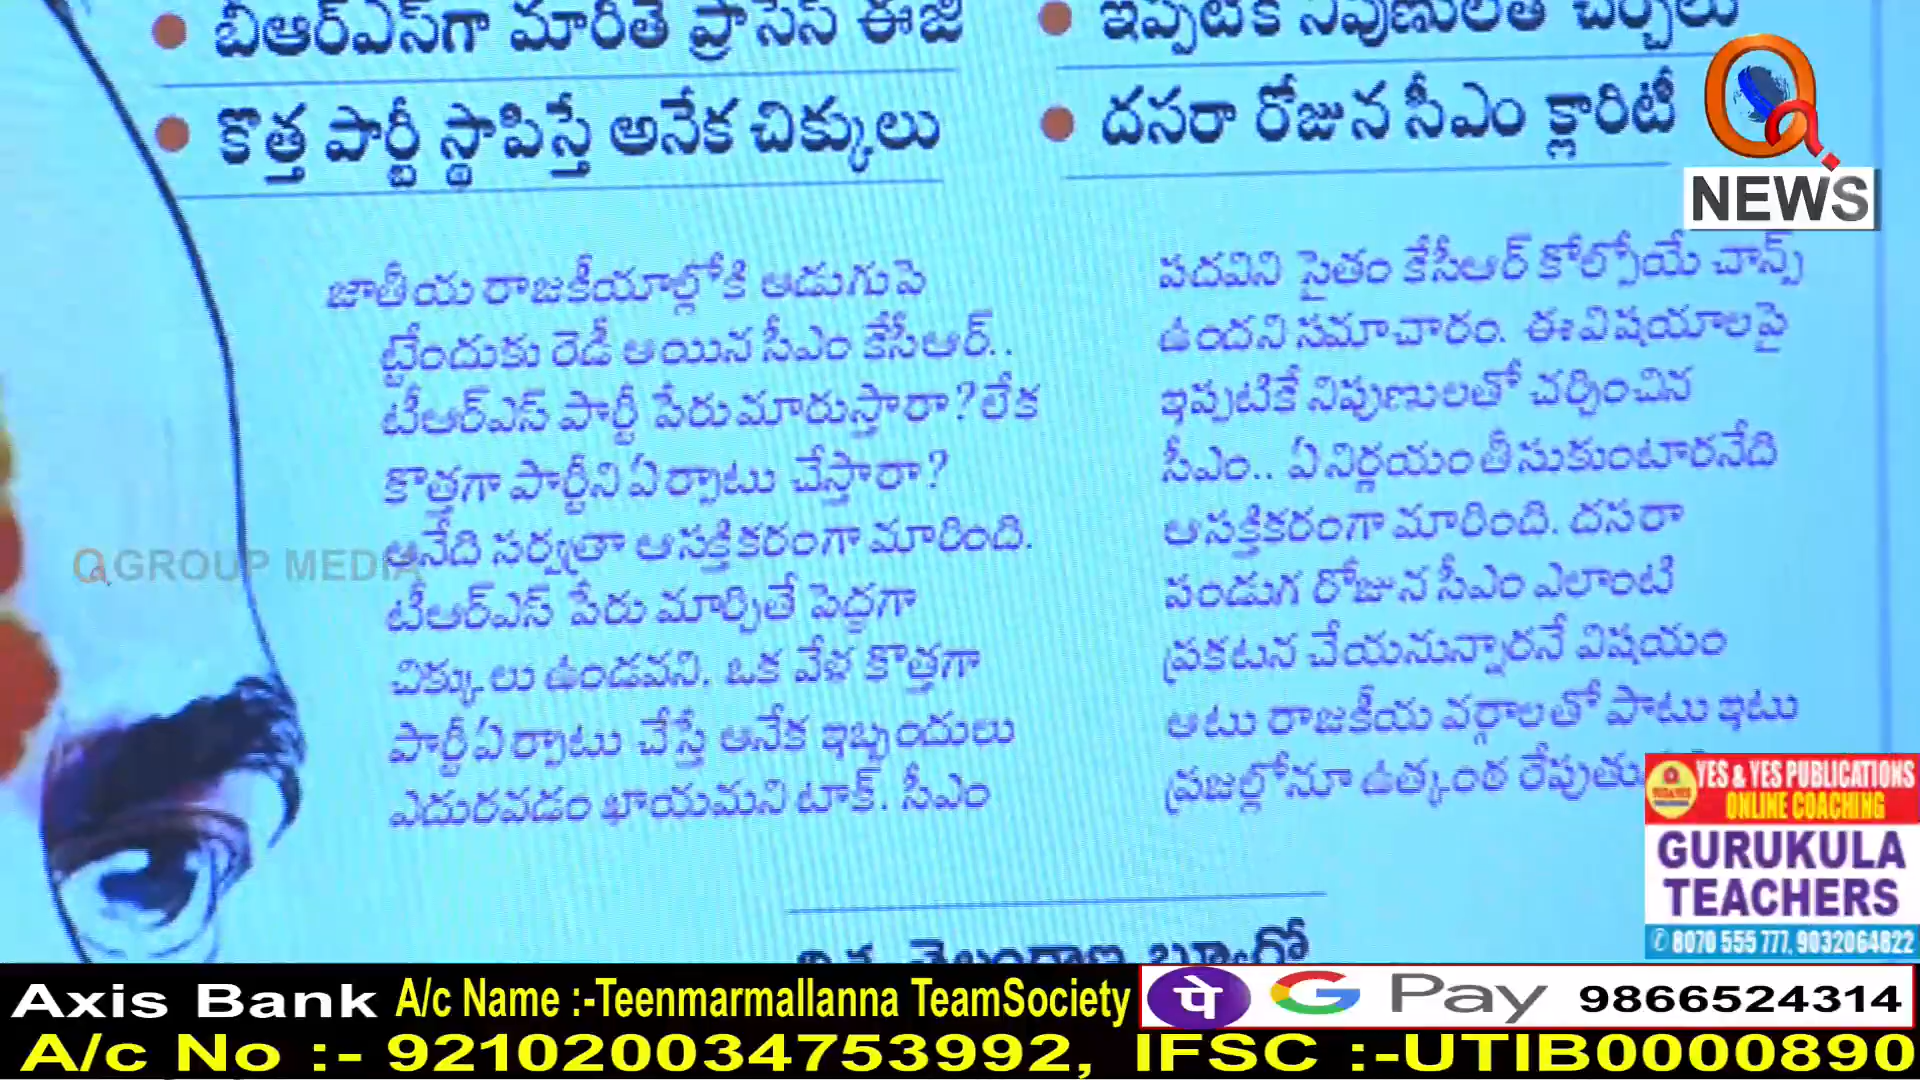 బీఆర్ఎస్‌గా మారితే ప్రాసెస్ ఈజీ
కొత్త పార్టీ స్థాపిస్తే అనేక చిక్కులు
ఇప్పటికే నిపుణులతో చర్చలు
దసరా రోజున సీఎం క్లారిటీ
Q NEWS
జాతీయ రాజకీయాల్లోకి అడుగుపె
ట్టేందుకు రెడీ అయిన సీఎం కేసీఆర్..
టీఆర్ఎస్ పార్టీ పేరు మారుస్తారా? లేక
కొత్తగా పార్టీని ఏర్పాటు చేస్తారా?
అనేది సర్వత్రా ఆసక్తికరంగా మారింది.
టీఆర్ఎస్ పేరు మార్చితే పెద్దగా
చిక్కులు ఉండవని. ఒక వేళ కొత్తగా
పార్టీ ఏర్పాటు చేస్తే అనేక ఇబ్బందులు
ఎదురవడం ఖాయమని టాక్. సీఎం
పదవిని సైతం కేసీఆర్ కోల్పోయే చాన్స్
ఉందని సమాచారం. ఈ విషయాలపై
ఇప్పటికే నిపుణులతో చర్చించిన
సీఎం.. ఏ నిర్ణయం తీసుకుంటారనేది
ఆసక్తికరంగా మారింది. దసరా
పండుగ రోజున సీఎం ఎలాంటి
ప్రకటన చేయనున్నారనే విషయం
అటు రాజకీయ వర్గాలతో పాటు ఇటు
ప్రజల్లోనూ ఉత్కంఠ
QGROUP MEDIA
తెలంగాణ బ్యూరో
YES & YES PUBLICATIONS
ONLINE COACHING
GURUKULA
TEACHERS
8070 555 777, 9032064822
Axis Bank A/c Name :-Teenmarmallanna TeamSociety
पे G Pay 9866524314
A/c No :- 921020034753992, IFSC :-UTIB0000890